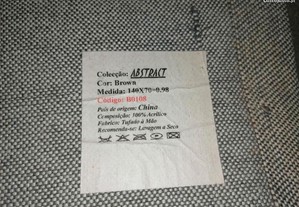 Colecção: ABSTRACT
Cor: Brown
Medida: 140X70=0.98
Código: B0108
País de origem: China
Composição: 100% Acrílico
Fabrico: Tufado à Mão
Recomenda-se: Lavagem a Seco